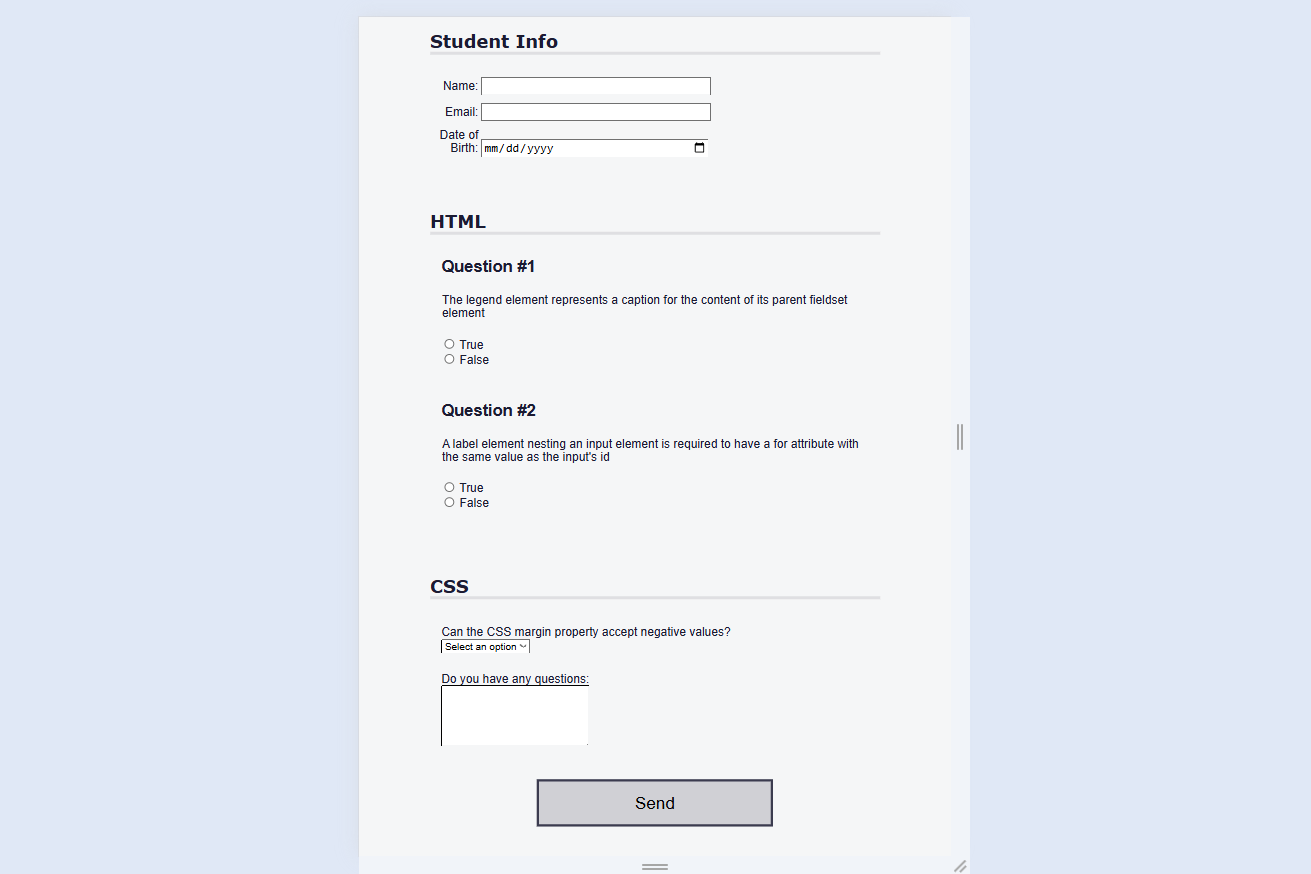 Student Info
Name:
Email:
Date of
Birth: mm/dd/yyyy
HTML
Question #1
The legend element represents a caption for the content of its parent fieldset
element
True
False
Question #2
A label element nesting an input element is required to have a for attribute with
the same value as the input's id
True
False
CSS
Can the CSS margin property accept negative values?
Select an option
Do you have any questions:
Send